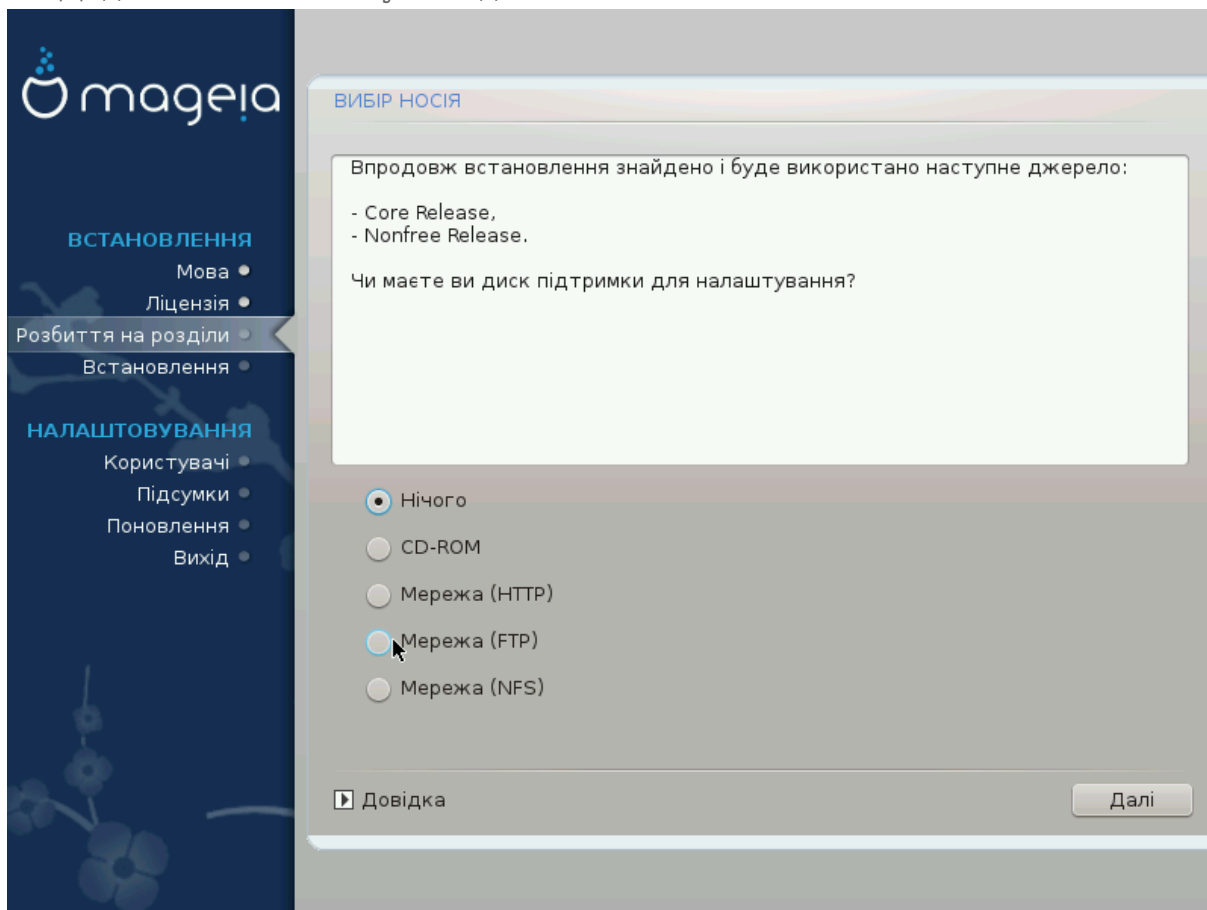 mageia
ВСТАНОВЛЕННЯ
Мова
Ліцензія
Розбиття на розділи
Встановлення
НАЛАШТОВУВАННЯ
Користувачі
Підсумки
Поновлення
Вихід
ВИБІР НОСІЯ
Впродовж встановлення знайдено і буде використано наступне джерело:
- Core Release,
- Nonfree Release.
Чи маєте ви диск підтримки для налаштування?
Нічого
CD-ROM
Мережа (HTTP)
Мережа (FTP)
Мережа (NFS)
Довідка
Далі